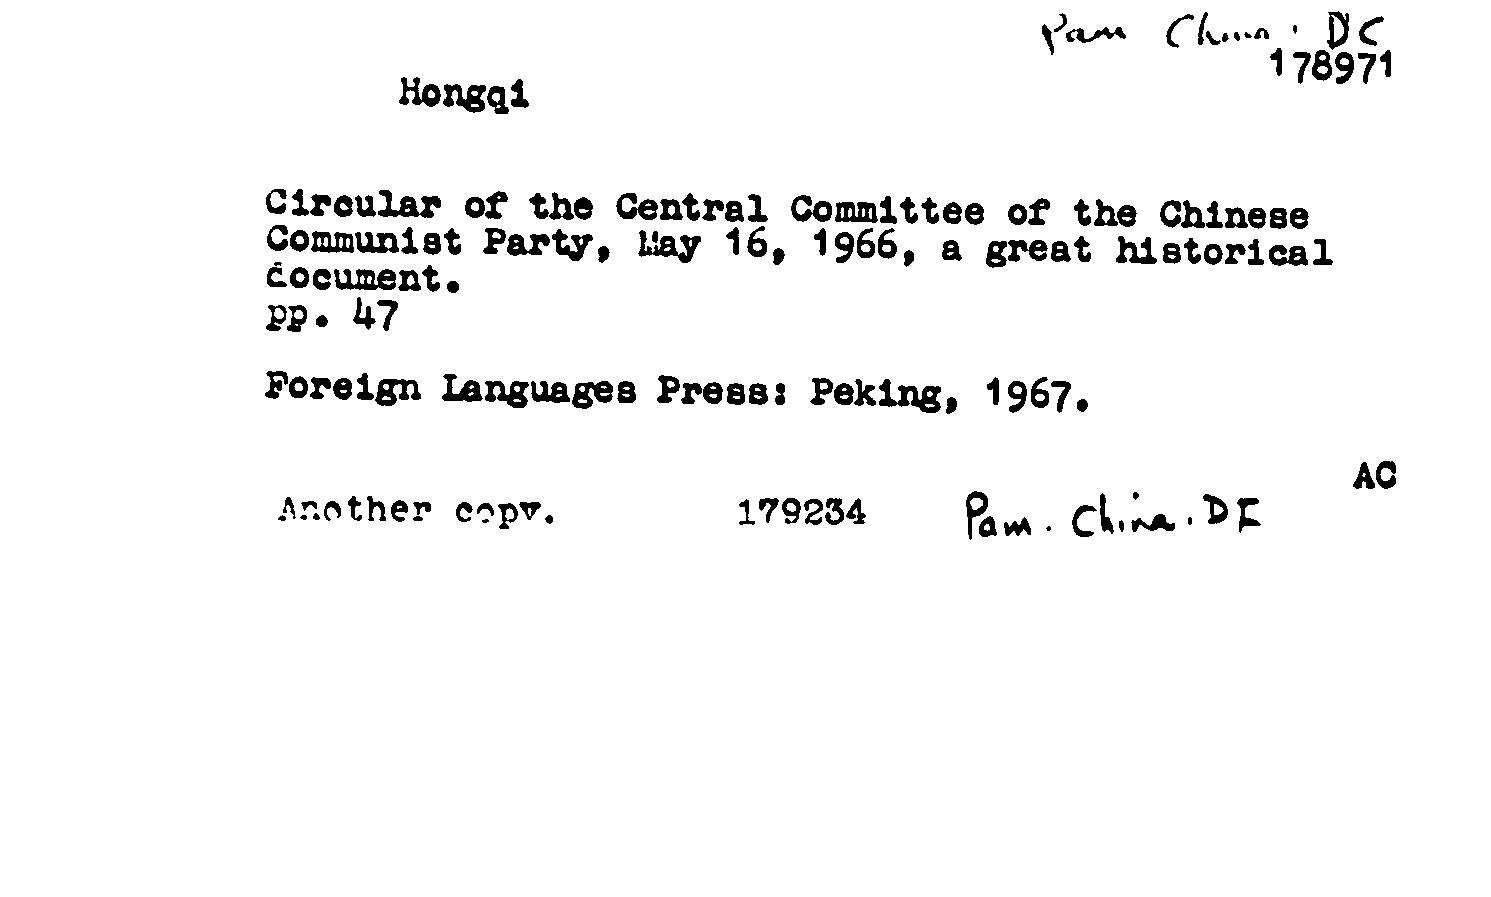 Pam China. DC
178971
Hongqi
Circular of the Central Committee of the Chinese
Communist Party, May 16, 1966, a great historical
document.
pp. 47
Foreign Languages Press: Peking, 1967.
AC
Another copy. 179234 Pam. China. DE